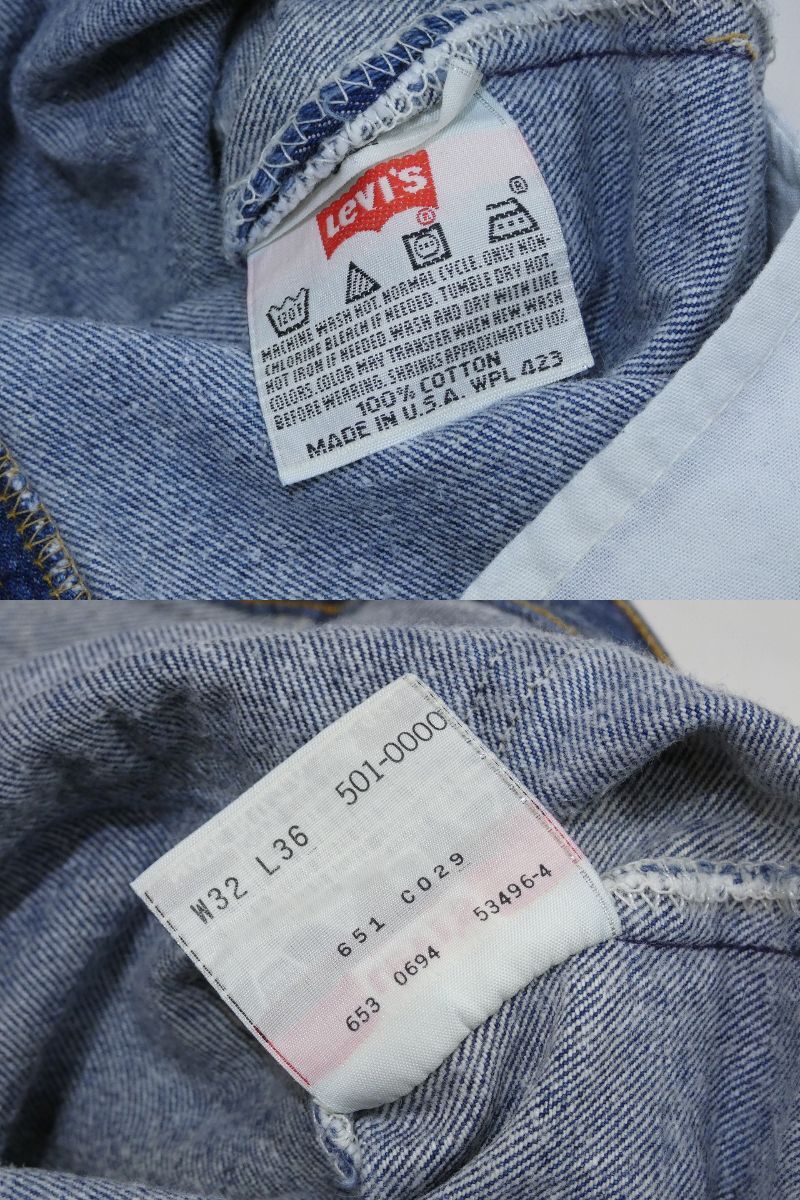 LEVI'S
R
R
120°
MACHINE WASH HOT NORMAL CYCLE. ONLY NON-
CHLORINE BLEACH IF NEEDED. TUMBLE DRY HOT
HOT IRON IF NEEDED WASH AND DRY WITH LIKE
COLORS. COLOR MAY TRANSFER WHEN NEW. WASH
BEFORE WEARING. SHRINKS APPROXIMATELY 10%
100% COTTON
MADE IN U.S.A. WPL 423
W32 L36 501-0000
651 C029
653 0694 53496-4